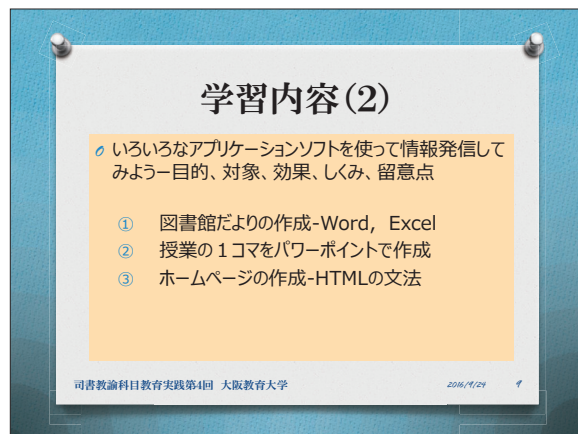 学習内容(2)
いろいろなアプリケーションソフトを使って情報発信して
みよう－目的、対象、効果、しくみ、留意点
① 図書館だよりの作成-Word, Excel
② 授業の１コマをパワーポイントで作成
③ ホームページの作成-HTMLの文法
司書教諭科目教育実践第4回 大阪教育大学 2016/9/24 9